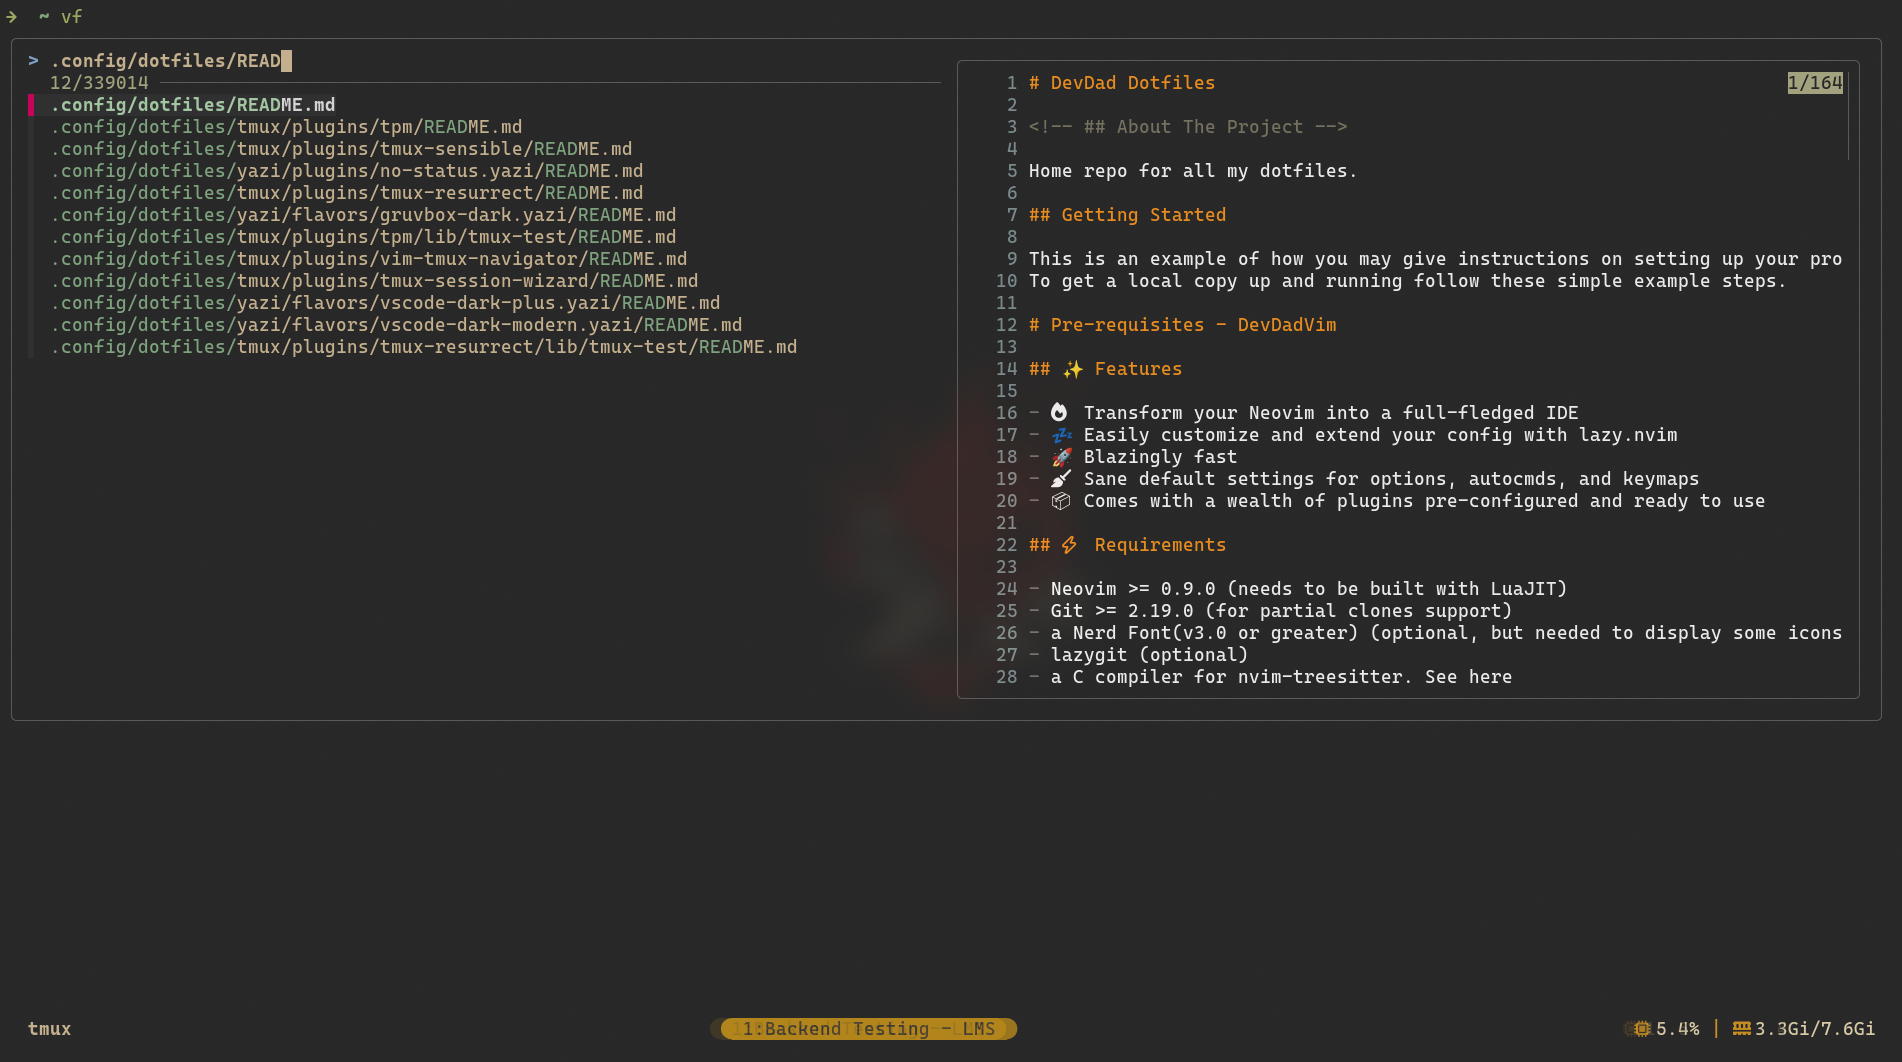 → ~ vf
> .config/dotfiles/READ
12/339014
.config/dotfiles/README.md
.config/dotfiles/tmux/plugins/tpm/README.md
.config/dotfiles/tmux/plugins/tmux-sensible/README.md
.config/dotfiles/yazi/plugins/no-status.yazi/README.md
.config/dotfiles/tmux/plugins/tmux-resurrect/README.md
.config/dotfiles/yazi/flavors/gruvbox-dark.yazi/README.md
.config/dotfiles/tmux/plugins/tpm/lib/tmux-test/README.md
.config/dotfiles/tmux/plugins/vim-tmux-navigator/README.md
.config/dotfiles/tmux/plugins/tmux-session-wizard/README.md
.config/dotfiles/yazi/flavors/vscode-dark-plus.yazi/README.md
.config/dotfiles/yazi/flavors/vscode-dark-modern.yazi/README.md
.config/dotfiles/tmux/plugins/tmux-resurrect/lib/tmux-test/README.md
1 # DevDad Dotfiles 1/164
2
3 <!-- ## About The Project -->
4
5 Home repo for all my dotfiles.
6
7 ## Getting Started
8
9 This is an example of how you may give instructions on setting up your pro
10 To get a local copy up and running follow these simple example steps.
11
12 # Pre-requisites - DevDadVim
13
14 ## ✨ Features
15
16 - 🔥 Transform your Neovim into a full-fledged IDE
17 - 💤 Easily customize and extend your config with lazy.nvim
18 - 🚀 Blazingly fast
19 - 🧹 Sane default settings for options, autocmds, and keymaps
20 - 📦 Comes with a wealth of plugins pre-configured and ready to use
21
22 ## ⚡ Requirements
23
24 - Neovim >= 0.9.0 (needs to be built with LuaJIT)
25 - Git >= 2.19.0 (for partial clones support)
26 - a Nerd Font(v3.0 or greater) (optional, but needed to display some icons
27 - lazygit (optional)
28 - a C compiler for nvim-treesitter. See here
tmux
1:Backend Testing - LLMS
5.4% | 3.3Gi/7.6Gi